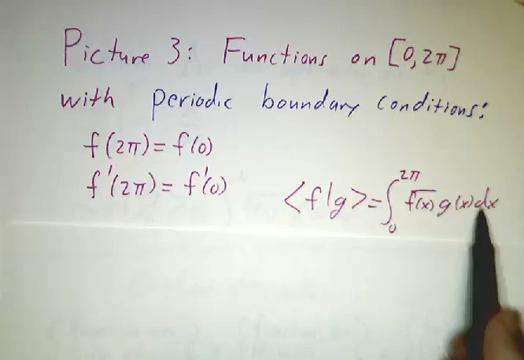 Picture 3: Functions on [0,2π]
with periodic boundary conditions:
f(2π)=f(0)
f'(2π)=f'(0)
<f|g>=∫₀^2π f̅(̅x̅)̅ g(x)dx